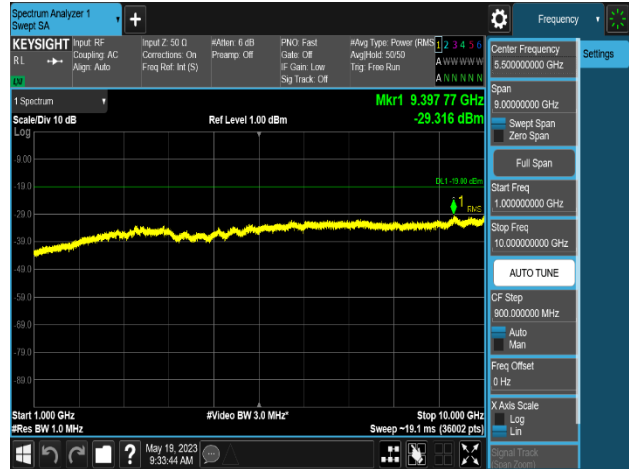 Spectrum Analyzer 1
Swept SA
Frequency
KEYSIGHT
RL
LM
Input: RF
Coupling: AC
Align: Auto
Input Z: 50 Ω
Corrections: On
Freq Ref: Int (S)
#Atten: 6 dB
Preamp: Off
PNO: Fast
Gate: Off
IF Gain: Low
Sig Track: Off
#Avg Type: Power (RMS
Avg|Hold: 50/50
Trig: Free Run
1 2 3 4 5 6
A W W W W W
A N N N N N
1 Spectrum
Scale/Div 10 dB
Ref Level 1.00 dBm
Mkr1 9.397 77 GHz
-29.316 dBm
Log
-9.00
-19.0
-29.0
-39.0
-49.0
-59.0
-69.0
-79.0
-89.0
DL1 -19.00 dBm
1
RMS
Start 1.000 GHz
#Res BW 1.0 MHz
#Video BW 3.0 MHz*
Stop 10.000 GHz
Sweep ~19.1 ms (36002 pts)
Center Frequency
5.500000000 GHz
Settings
Span
9.00000000 GHz
Swept Span
Zero Span
Full Span
Start Freq
1.000000000 GHz
Stop Freq
10.000000000 GHz
AUTO TUNE
CF Step
900.000000 MHz
Auto
Man
Freq Offset
0 Hz
X Axis Scale
Log
Lin
Signal Track
(Span Zoom)
?
May 19, 2023
9:33:44 AM